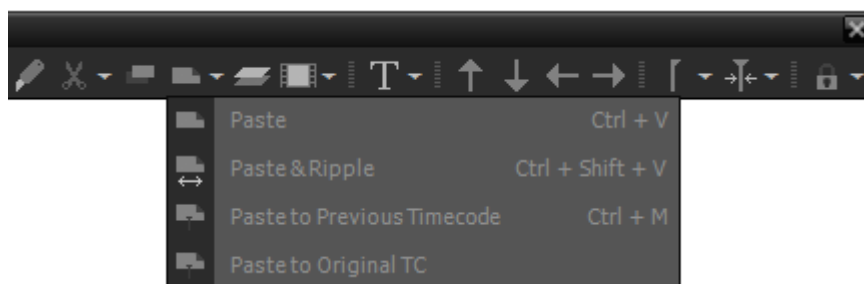 T
Paste Ctrl + V
Paste & Ripple Ctrl + Shift + V
Paste to Previous Timecode Ctrl + M
Paste to Original TC